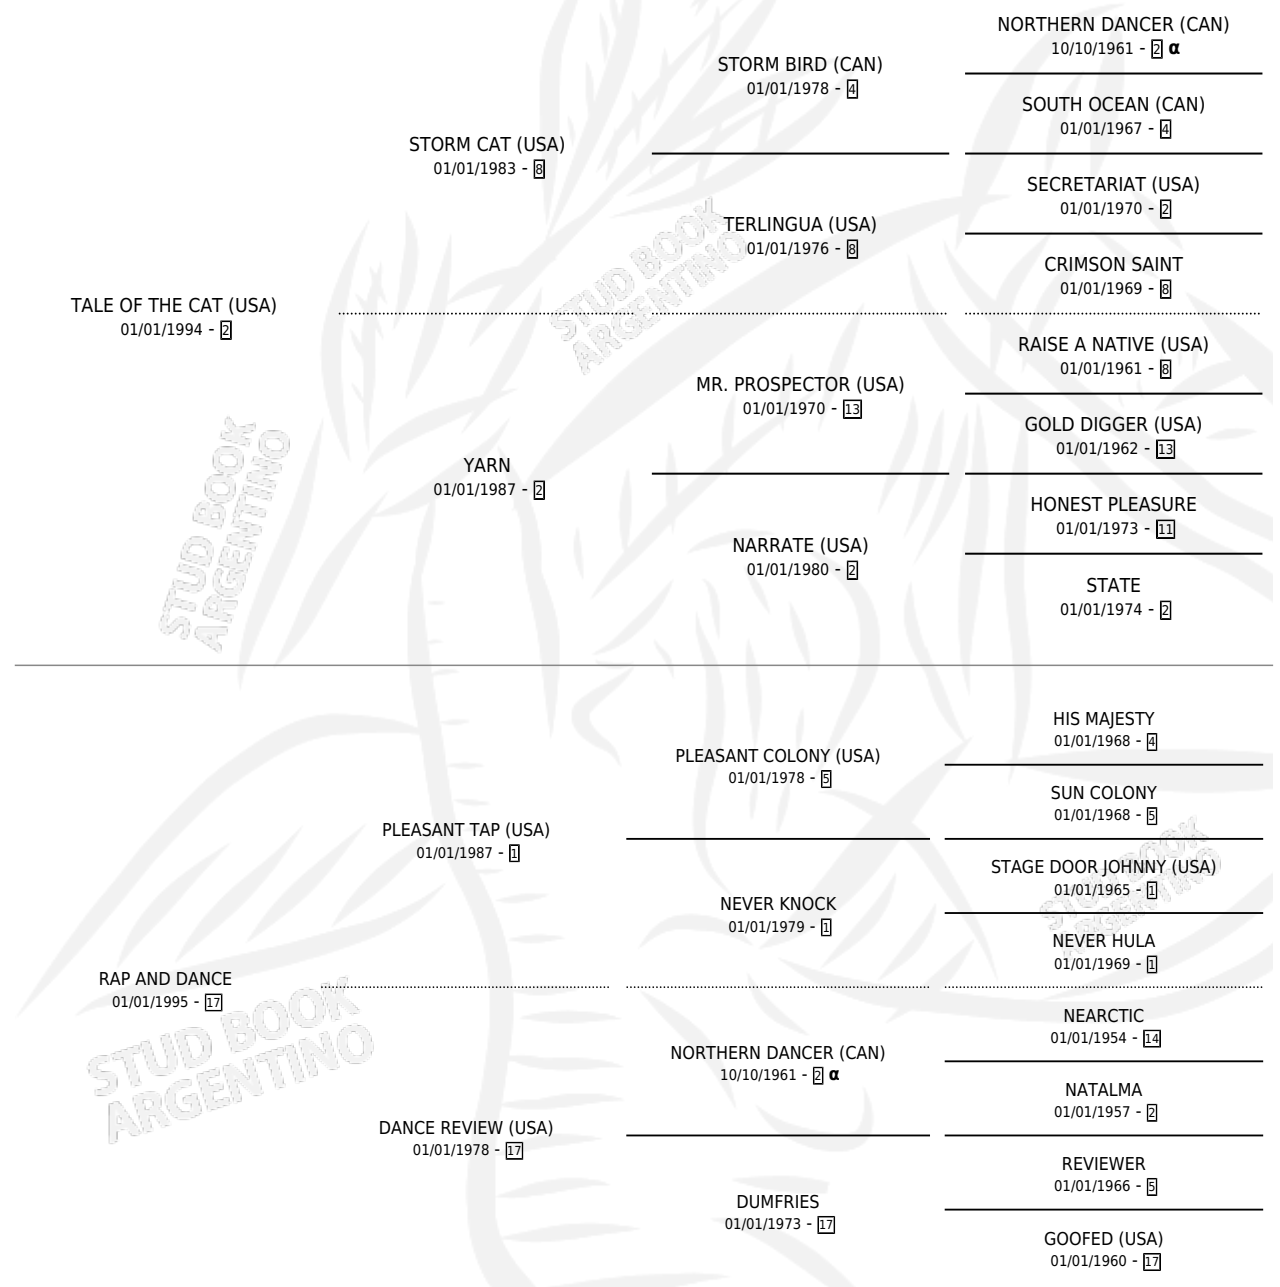 NORTHERN DANCER (CAN)
10/10/1961 - 2 α
STORM BIRD (CAN)
01/01/1978 - 4
SOUTH OCEAN (CAN)
01/01/1967 - 4
STORM CAT (USA)
01/01/1983 - 8
SECRETARIAT (USA)
01/01/1970 - 2
TERLINGUA (USA)
01/01/1976 - 8
CRIMSON SAINT
01/01/1969 - 8
TALE OF THE CAT (USA)
01/01/1994 - 2
RAISE A NATIVE (USA)
01/01/1961 - 8
MR. PROSPECTOR (USA)
01/01/1970 - 13
GOLD DIGGER (USA)
01/01/1962 - 13
YARN
01/01/1987 - 2
HONEST PLEASURE
01/01/1973 - 11
NARRATE (USA)
01/01/1980 - 2
STATE
01/01/1974 - 2
HIS MAJESTY
01/01/1968 - 4
PLEASANT COLONY (USA)
01/01/1978 - 5
SUN COLONY
01/01/1968 - 5
PLEASANT TAP (USA)
01/01/1987 - 1
STAGE DOOR JOHNNY (USA)
01/01/1965 - 1
NEVER KNOCK
01/01/1979 - 1
NEVER HULA
01/01/1969 - 1
RAP AND DANCE
01/01/1995 - 17
NEARCTIC
01/01/1954 - 14
NORTHERN DANCER (CAN)
10/10/1961 - 2 α
NATALMA
01/01/1957 - 2
DANCE REVIEW (USA)
01/01/1978 - 17
REVIEWER
01/01/1966 - 5
DUMFRIES
01/01/1973 - 17
GOOFED (USA)
01/01/1960 - 17
STUD BOOK
ARGENTINO
STUD BOOK
ARGENTINO
STUD BOOK
ARGENTINO
STUD BOOK
ARGENTINO